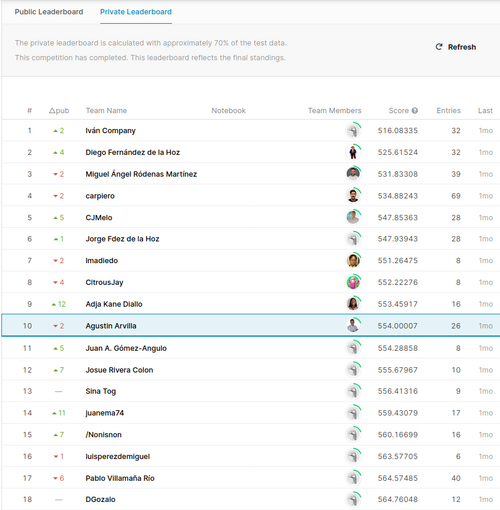 Public Leaderboard Private Leaderboard
The private leaderboard is calculated with approximately 70% of the test data.
This competition has completed. This leaderboard reflects the final standings.
Refresh
# △pub Team Name Notebook Team Members Score Entries Last
1 2 Iván Company 516.08335 32 1mo
2 4 Diego Fernández de la Hoz 525.61524 32 1mo
3 2 Miguel Ángel Ródenas Martínez 531.83308 39 1mo
4 2 carpiero 534.88243 69 1mo
5 5 CJMelo 547.85363 28 1mo
6 1 Jorge Fdez de la Hoz 547.93943 28 1mo
7 2 lmadiedo 551.26475 8 1mo
8 4 CitrousJay 552.22276 8 1mo
9 12 Adja Kane Diallo 553.45917 16 1mo
10 2 Agustin Arvilla 554.00007 26 1mo
11 5 Juan A. Gómez-Angulo 554.28858 8 1mo
12 7 Josue Rivera Colon 555.67967 10 1mo
13 — Sina Tog 556.41316 9 1mo
14 11 juanema74 559.43079 17 1mo
15 7 /Nonisnon 560.16699 16 1mo
16 1 luisperezdemiguel 563.57705 6 1mo
17 6 Pablo Villamaña Río 564.57485 40 1mo
18 — DGozalo 564.76048 12 1mo